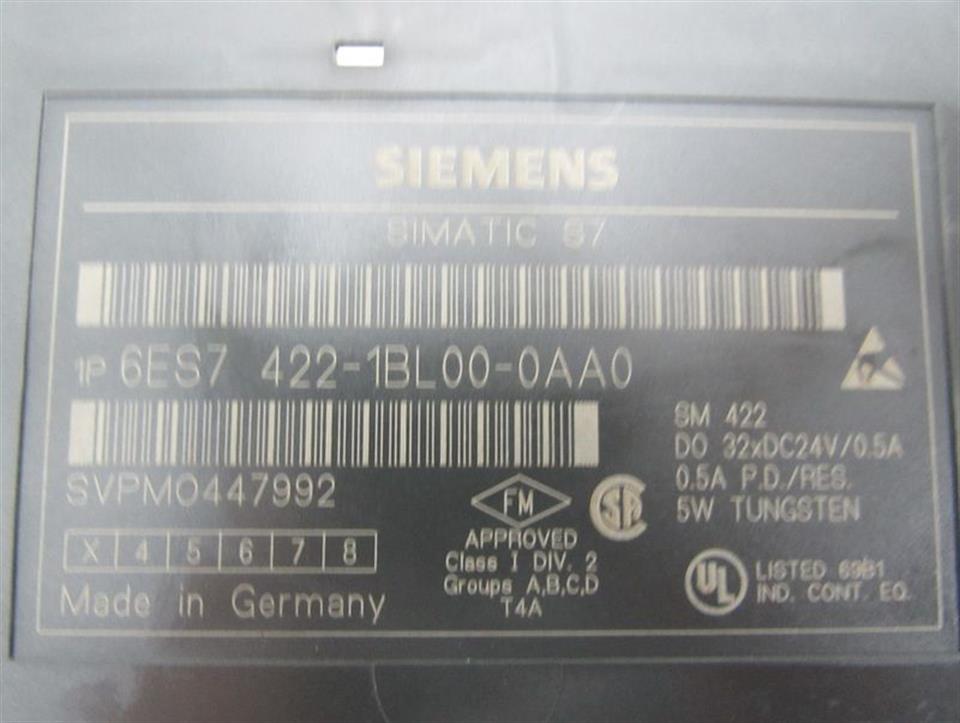 SIEMENS
SIMATIC S7
1P 6ES7 422-1BL00-0AA0
SVPM0447992
X 4 5 6 7 8
Made in Germany
FM
APPROVED
Class I DIV. 2
Groups A,B,C,D
T4A
SA
SM 422
DO 32xDC24V/0.5A
0.5A P.D./RES.
5W TUNGSTEN
UL
LISTED 69B1
IND. CONT. EQ.